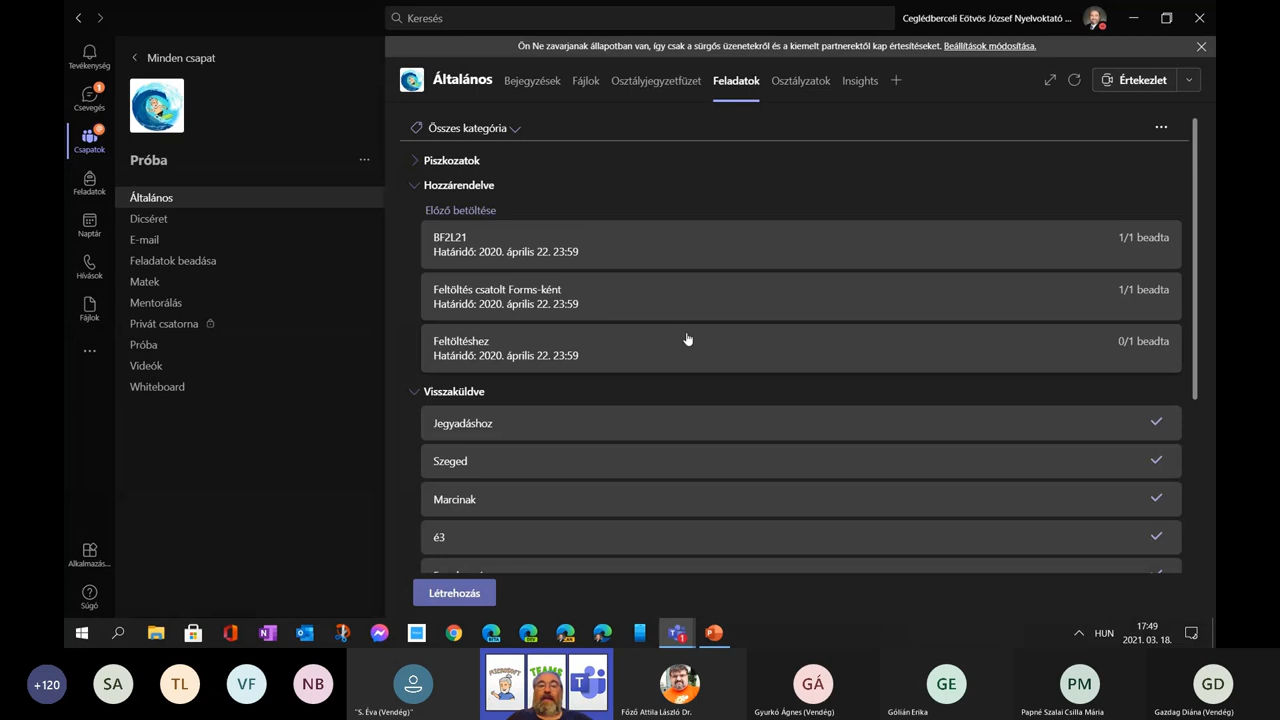 Keresés
Ceglédberceli Eötvös József Nyelvoktató ...
Ön Ne zavarjanak állapotban van, így csak a sürgős üzenetekről és a kiemelt partnerektől kap értesítéseket. Beállítások módosítása.
Tevékenység
Csevegés
1
Csapatok
Feladatok
Naptár
Hívások
Fájlok
Alkalmazás...
Súgó
Minden csapat
Próba
Általános
Dicséret
E-mail
Feladatok beadása
Matek
Mentorálás
Privát csatorna
Próba
Videók
Whiteboard
Általános Bejegyzések Fájlok Osztályjegyzetfüzet Feladatok Osztályzatok Insights
Értekezlet
Összes kategória
Piszkozatok
Hozzárendelve
Előző betöltése
BF2L21 1/1 beadta
Határidő: 2020. április 22. 23:59
Feltöltés csatolt Forms-ként 1/1 beadta
Határidő: 2020. április 22. 23:59
Feltöltéshez 0/1 beadta
Határidő: 2020. április 22. 23:59
Visszaküldve
Jegyadáshoz
Szeged
Marcinak
é3
Létrehozás
HUN
17:49
2021. 03. 18.
+120
SA
TL
VF
NB
"S. Éva (Vendég)"
MICROSOFT
TEAMS
Főző Attila László Dr.
GÁ
Gyurkó Ágnes (Vendég)
GE
Gólián Erika
PM
Papné Szalai Csilla Mária
GD
Gazdag Diána (Vendég)